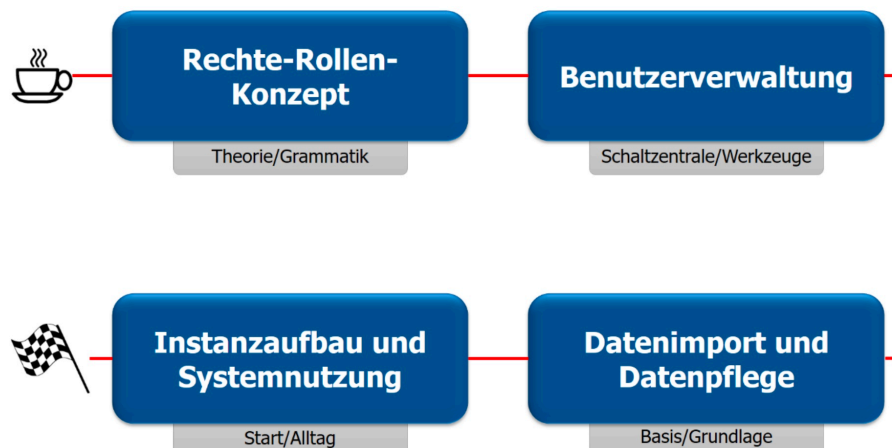 Rechte-Rollen-
Konzept
Theorie/Grammatik
Benutzerverwaltung
Schaltzentrale/Werkzeuge
Instanzaufbau und
Systemnutzung
Start/Alltag
Datenimport und
Datenpflege
Basis/Grundlage